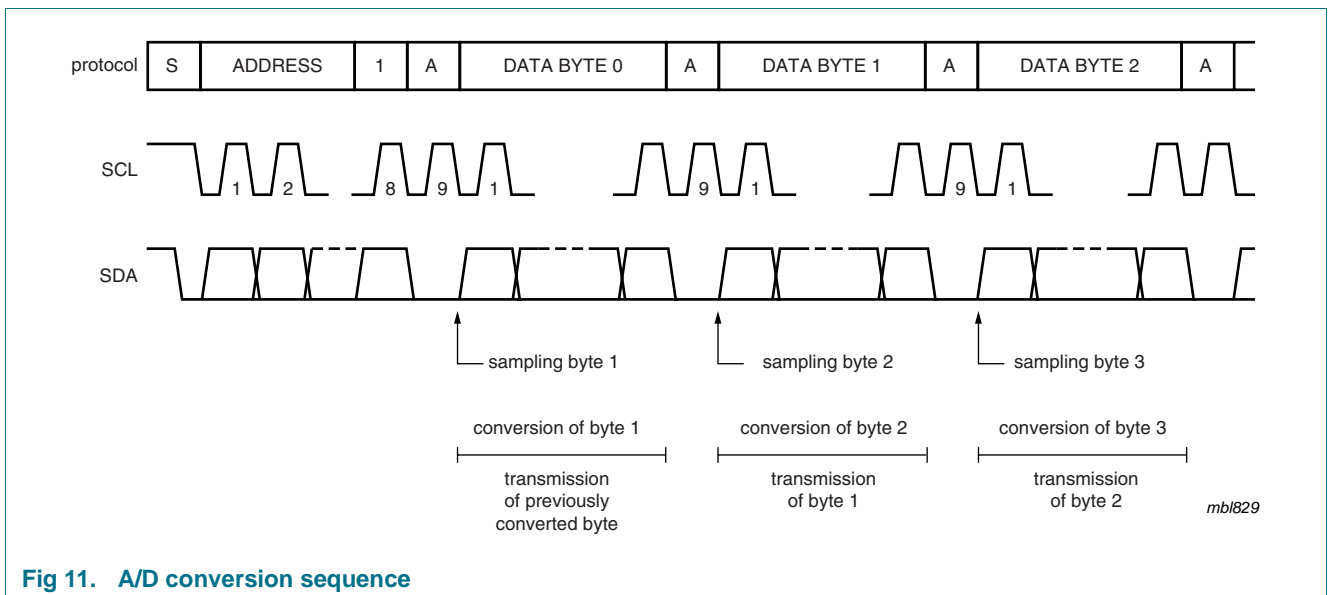 protocol S ADDRESS 1 A DATA BYTE 0 A DATA BYTE 1 A DATA BYTE 2 A
SCL 1 2 8 9 1 9 1 9 1
SDA
sampling byte 1 sampling byte 2 sampling byte 3
conversion of byte 1 conversion of byte 2 conversion of byte 3
transmission transmission transmission
of previously of byte 1 of byte 2
converted byte
mbl829
Fig 11. A/D conversion sequence